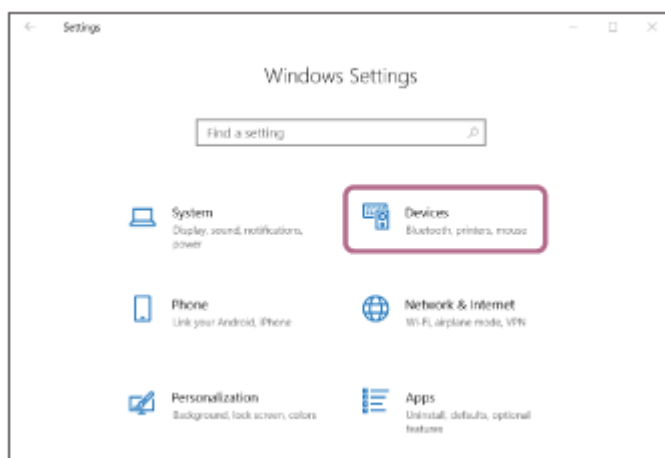 Settings
Windows Settings
Find a setting
System
Display, sound, notifications,
power
Devices
Bluetooth, printers, mouse
Phone
Link your Android, iPhone
Network & Internet
Wi-Fi, airplane mode, VPN
Personalization
Background, lock screen, colors
Apps
Uninstall, defaults, optional
features